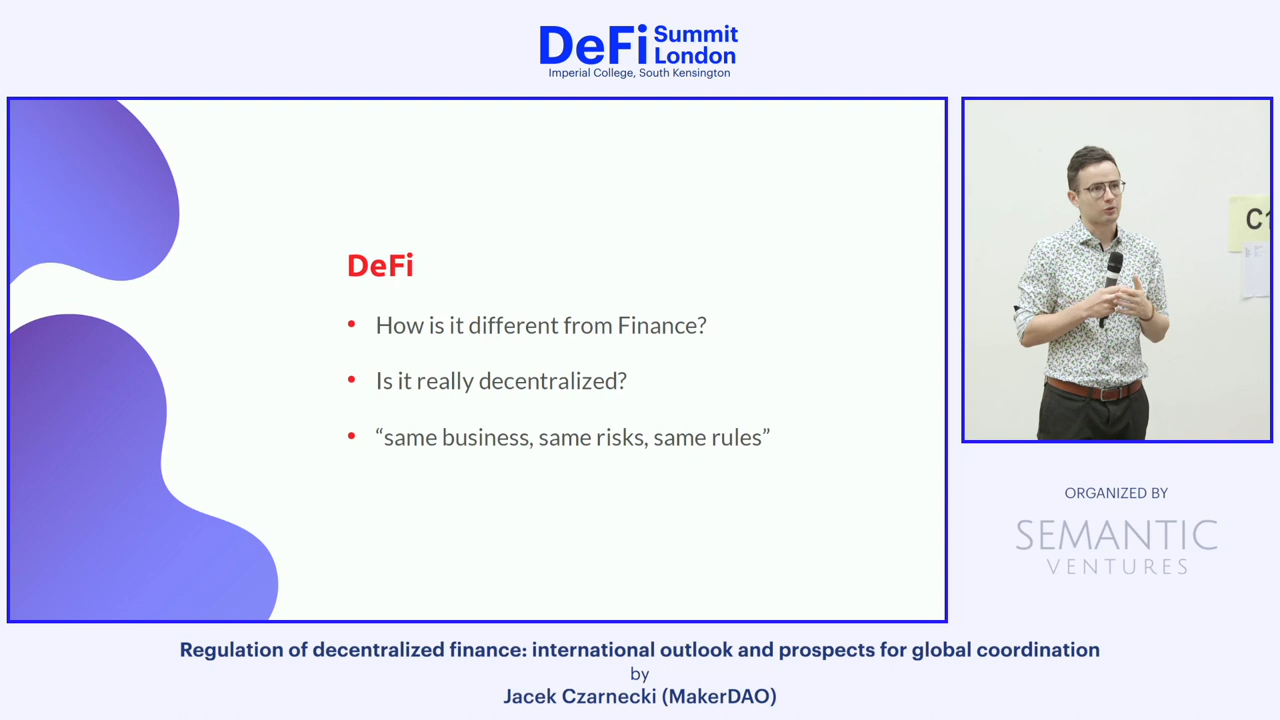 DeFi Summit London
Imperial College, South Kensington
DeFi
• How is it different from Finance?
• Is it really decentralized?
• “same business, same risks, same rules”
C1
ORGANIZED BY
SEMANTIC
VENTURES
Regulation of decentralized finance: international outlook and prospects for global coordination
by
Jacek Czarnecki (MakerDAO)